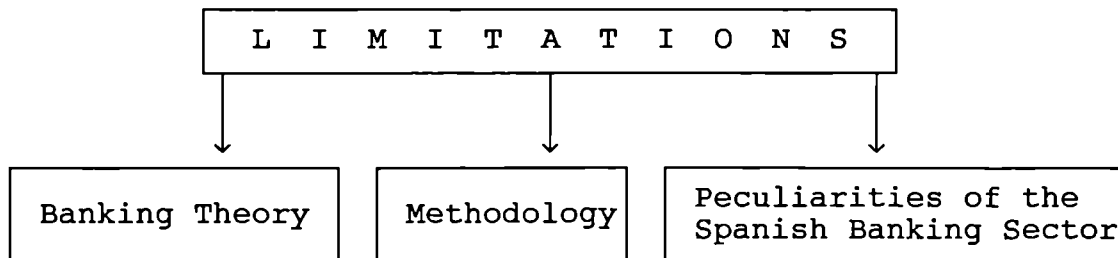 L I M I T A T I O N S
Banking Theory
Methodology
Peculiarities of the
Spanish Banking Sector